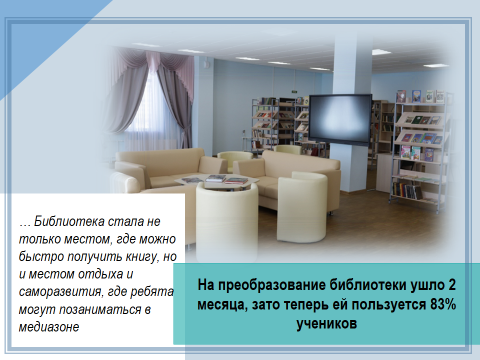 … Библиотека стала не
только местом, где можно
быстро получить книгу, но
и местом отдыха и
саморазвития, где ребята
могут позаниматься в
медиазоне
На преобразование библиотеки ушло 2
месяца, зато теперь ей пользуется 83%
учеников